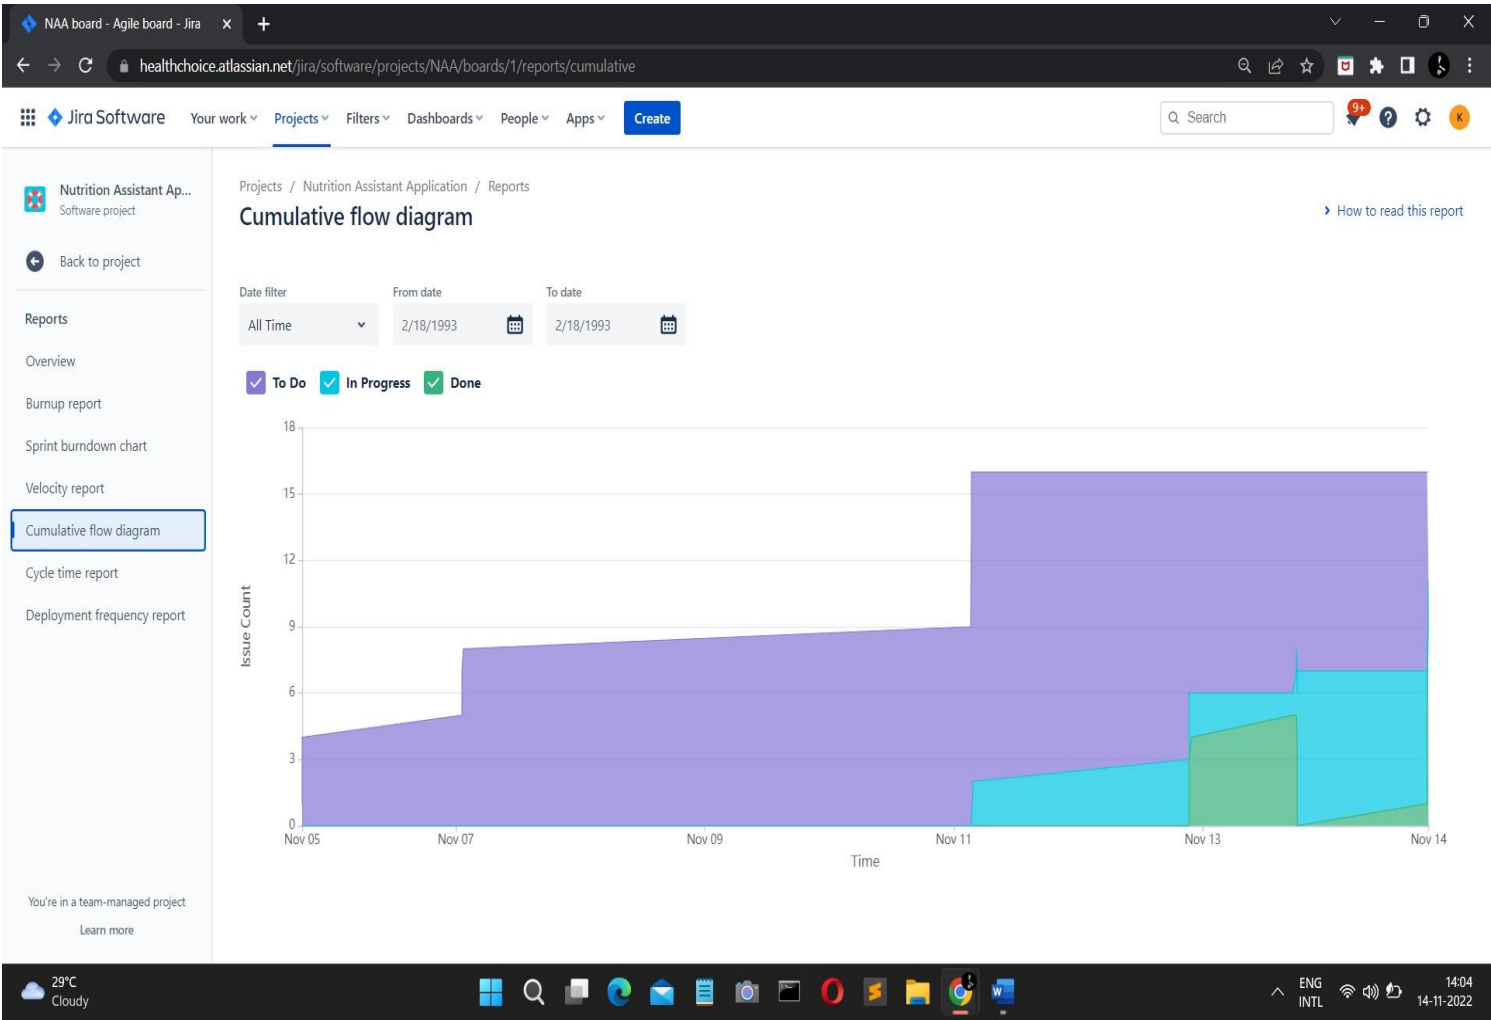 NAA board - Agile board - Jira
healthchoice.atlassian.net/jira/software/projects/NAA/boards/1/reports/cumulative
Jira Software Your work Projects Filters Dashboards People Apps Create Search 9+ K
Nutrition Assistant Ap...
Software project
Back to project
Reports
Overview
Burnup report
Sprint burndown chart
Velocity report
Cumulative flow diagram
Cycle time report
Deployment frequency report
You're in a team-managed project
Learn more
Projects / Nutrition Assistant Application / Reports
Cumulative flow diagram
How to read this report
Date filter From date To date
All Time 2/18/1993 2/18/1993
To Do In Progress Done
18
15
12
9
6
3
0
Issue Count
Nov 05 Nov 07 Nov 09 Nov 11 Nov 13 Nov 14
Time
29°C
Cloudy
ENG
INTL
14:04
14-11-2022